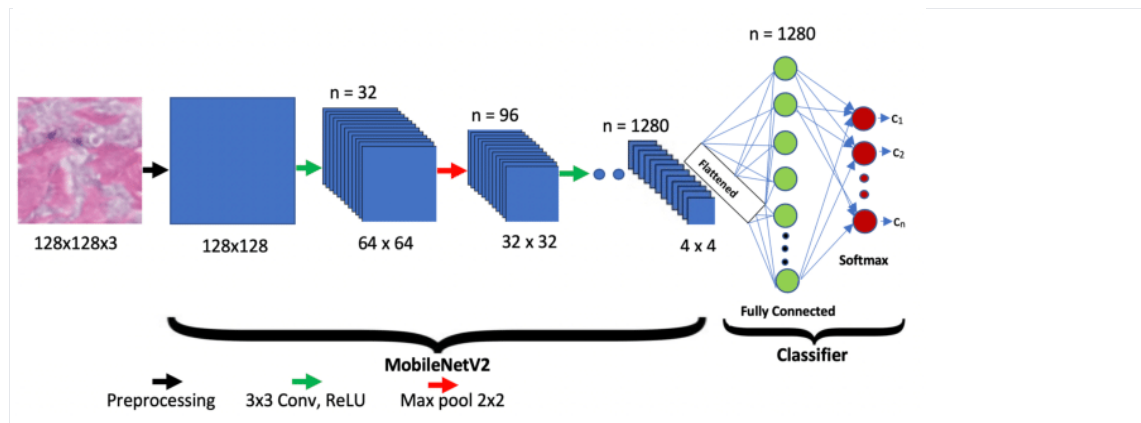 n = 1280
n = 32
n = 96
n = 1280
Flattened
c1
c2
cn
128x128x3
128x128
64 x 64
32 x 32
4 x 4
Softmax
Fully Connected
MobileNetV2
Classifier
Preprocessing
3x3 Conv, ReLU
Max pool 2x2